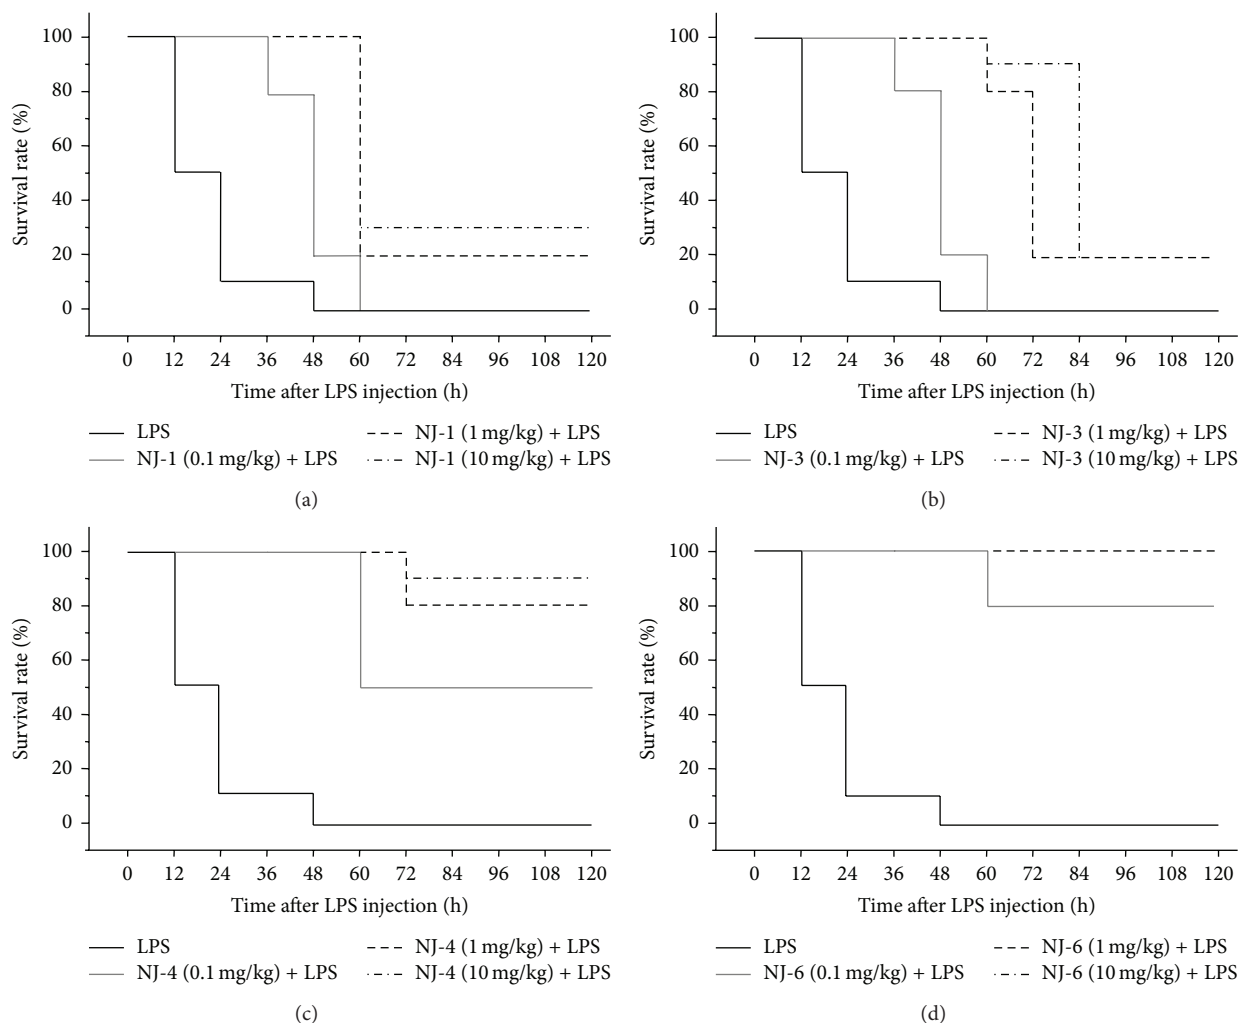 100
80
60
40
20
0
Survival rate (%)
0 12 24 36 48 60 72 84 96 108 120
Time after LPS injection (h)
LPS NJ-1 (1 mg/kg) + LPS
NJ-1 (0.1 mg/kg) + LPS NJ-1 (10 mg/kg) + LPS
(a)
100
80
60
40
20
0
Survival rate (%)
0 12 24 36 48 60 72 84 96 108 120
Time after LPS injection (h)
LPS NJ-3 (1 mg/kg) + LPS
NJ-3 (0.1 mg/kg) + LPS NJ-3 (10 mg/kg) + LPS
(b)
100
80
60
40
20
0
Survival rate (%)
0 12 24 36 48 60 72 84 96 108 120
Time after LPS injection (h)
LPS NJ-4 (1 mg/kg) + LPS
NJ-4 (0.1 mg/kg) + LPS NJ-4 (10 mg/kg) + LPS
(c)
100
80
60
40
20
0
Survival rate (%)
0 12 24 36 48 60 72 84 96 108 120
Time after LPS injection (h)
LPS NJ-6 (1 mg/kg) + LPS
NJ-6 (0.1 mg/kg) + LPS NJ-6 (10 mg/kg) + LPS
(d)